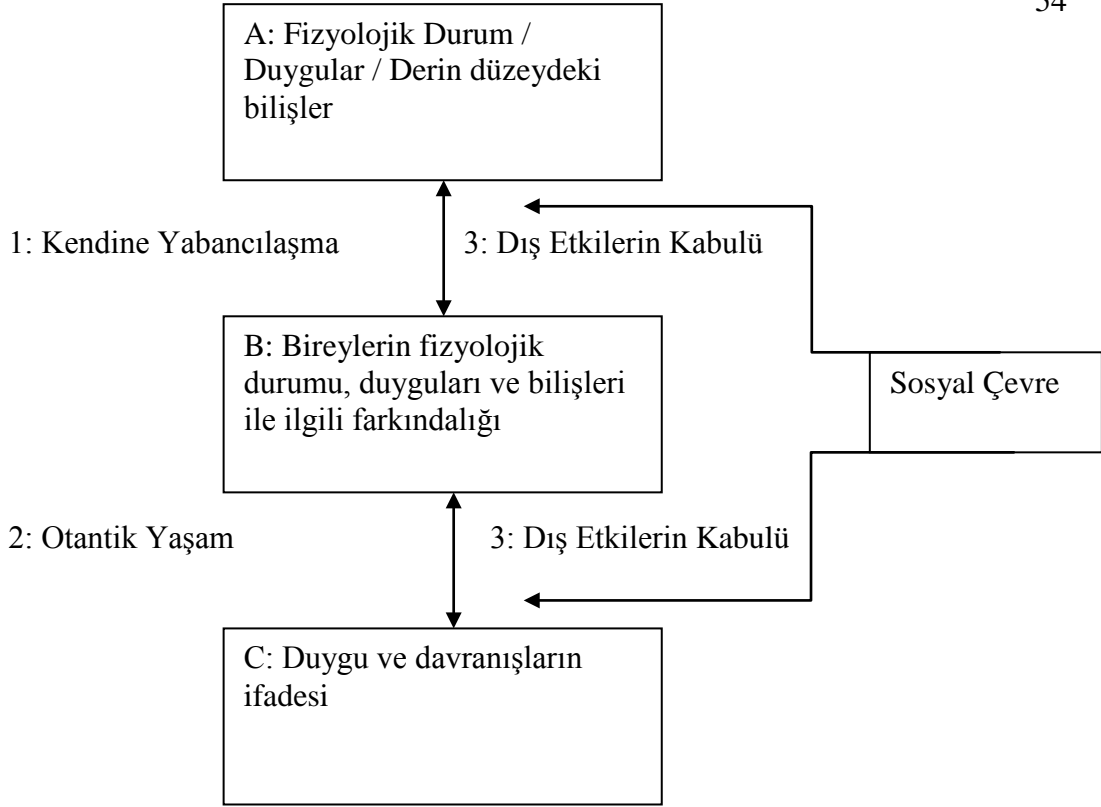 54
A: Fizyolojik Durum /
Duygular / Derin düzeydeki
bilişler
1: Kendine Yabancılaşma
3: Dış Etkilerin Kabulü
B: Bireylerin fizyolojik
durumu, duyguları ve bilişleri
ile ilgili farkındalığı
Sosyal Çevre
2: Otantik Yaşam
3: Dış Etkilerin Kabulü
C: Duygu ve davranışların
ifadesi